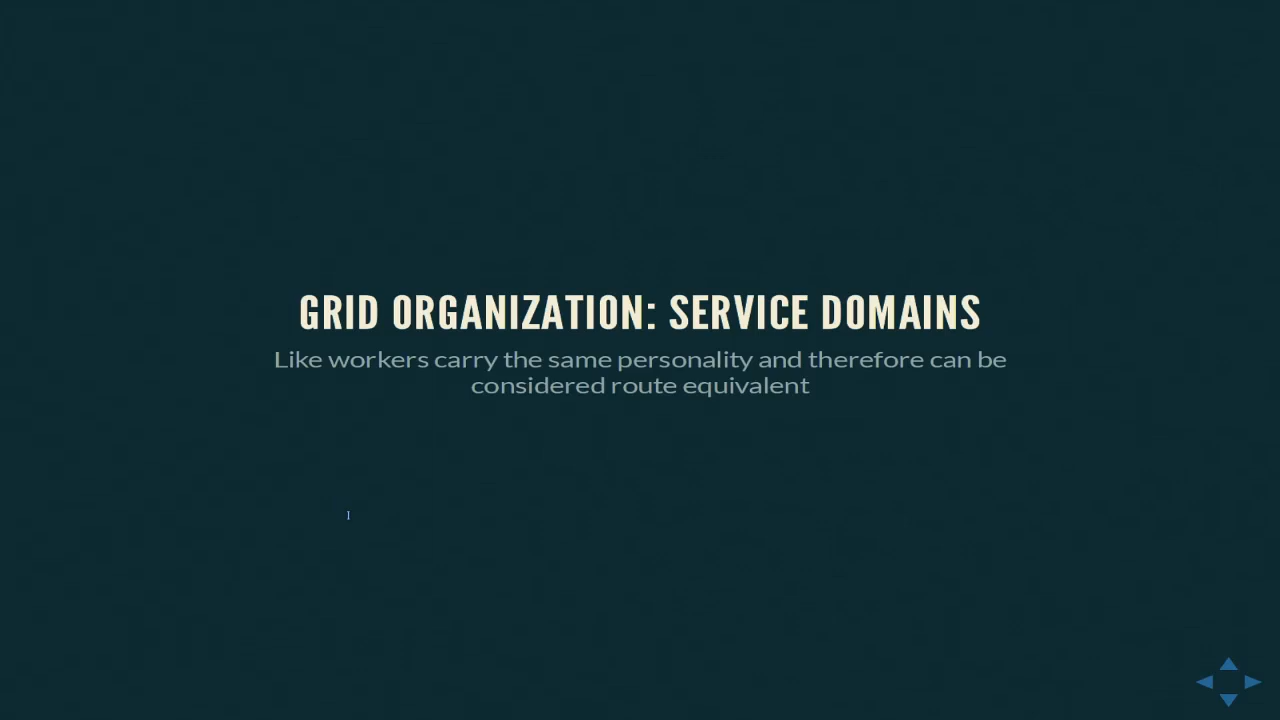 GRID ORGANIZATION: SERVICE DOMAINS
Like workers carry the same personality and therefore can be
considered route equivalent